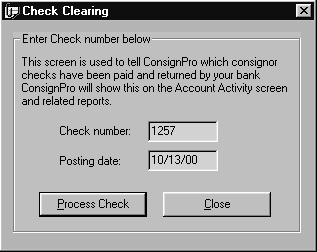 Check Clearing
Enter Check number below
This screen is used to tell ConsignPro which consignor
checks have been paid and returned by your bank
ConsignPro will show this on the Account Activity screen
and related reports.
Check number: 1257
Posting date: 10/13/00
Process Check Close